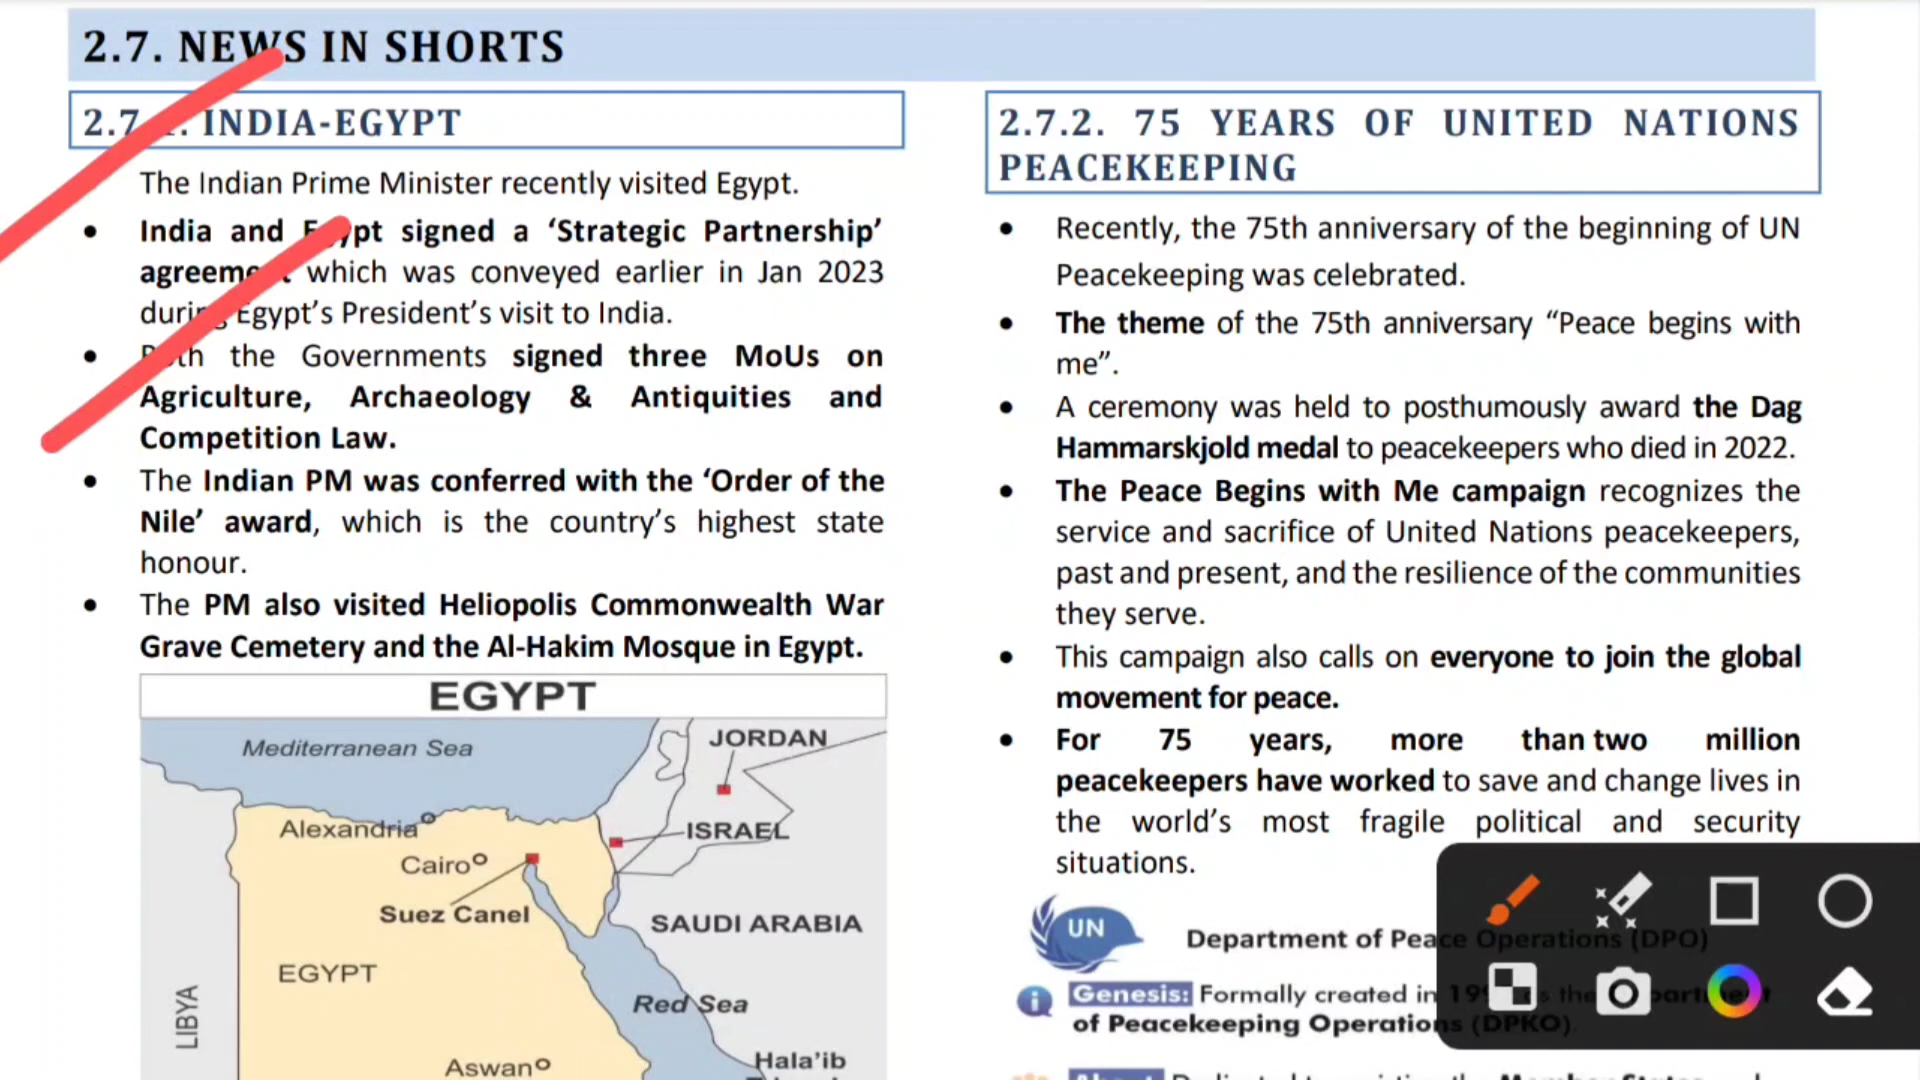 2.7. NEWS IN SHORTS
2.7.1. INDIA-EGYPT
The Indian Prime Minister recently visited Egypt.
• India and Egypt signed a ‘Strategic Partnership’
agreement which was conveyed earlier in Jan 2023
during Egypt’s President’s visit to India.
• Both the Governments signed three MoUs on
Agriculture, Archaeology & Antiquities and
Competition Law.
• The Indian PM was conferred with the ‘Order of the
Nile’ award, which is the country’s highest state
honour.
• The PM also visited Heliopolis Commonwealth War
Grave Cemetery and the Al-Hakim Mosque in Egypt.
EGYPT
Mediterranean Sea
JORDAN
Alexandria
ISRAEL
Cairo
Suez Canel
SAUDI ARABIA
EGYPT
LIBYA
Red Sea
Aswan
Hala’ib
2.7.2. 75 YEARS OF UNITED NATIONS
PEACEKEEPING
• Recently, the 75th anniversary of the beginning of UN
Peacekeeping was celebrated.
• The theme of the 75th anniversary “Peace begins with
me”.
• A ceremony was held to posthumously award the Dag
Hammarskjold medal to peacekeepers who died in 2022.
• The Peace Begins with Me campaign recognizes the
service and sacrifice of United Nations peacekeepers,
past and present, and the resilience of the communities
they serve.
• This campaign also calls on everyone to join the global
movement for peace.
• For 75 years, more than two million
peacekeepers have worked to save and change lives in
the world’s most fragile political and security
situations.
UN
Department of Peace Operations (DPO)
Genesis: Formally created in the Department
of Peacekeeping Operations (DPKO)